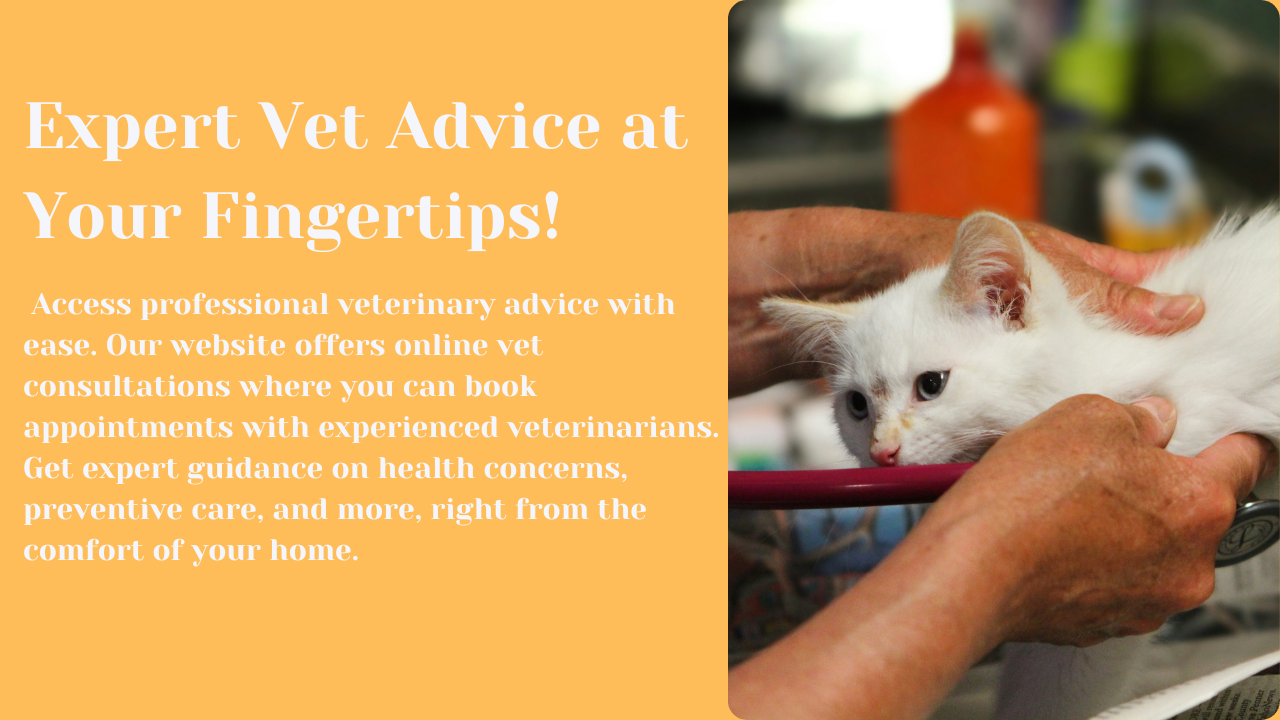 Expert Vet Advice at
Your Fingertips!
Access professional veterinary advice with
ease. Our website offers online vet
consultations where you can book
appointments with experienced veterinarians.
Get expert guidance on health concerns,
preventive care, and more, right from the
comfort of your home.